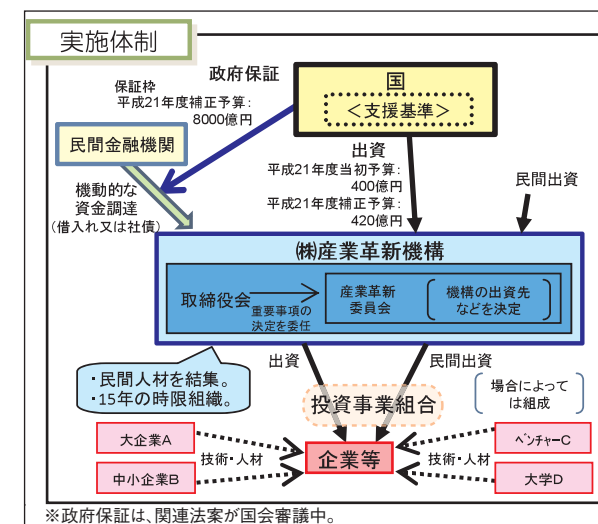 実施体制
政府保証
保証枠
平成21年度補正予算:
8000億円
国
＜支援基準＞
民間金融機関
出資
平成21年度当初予算:
400億円
平成21年度補正予算:
420億円
民間出資
機動的な
資金調達
(借入れ又は社債)
㈱産業革新機構
取締役会
重要事項の
決定を委任
産業革新
委員会
機構の出資先
などを決定
・民間人材を結集。
・15年の時限組織。
出資
民間出資
投資事業組合
場合によって
は組成
大企業A
中小企業B
技術・人材
企業等
技術・人材
ベンチャーC
大学D
※政府保証は、関連法案が国会審議中。